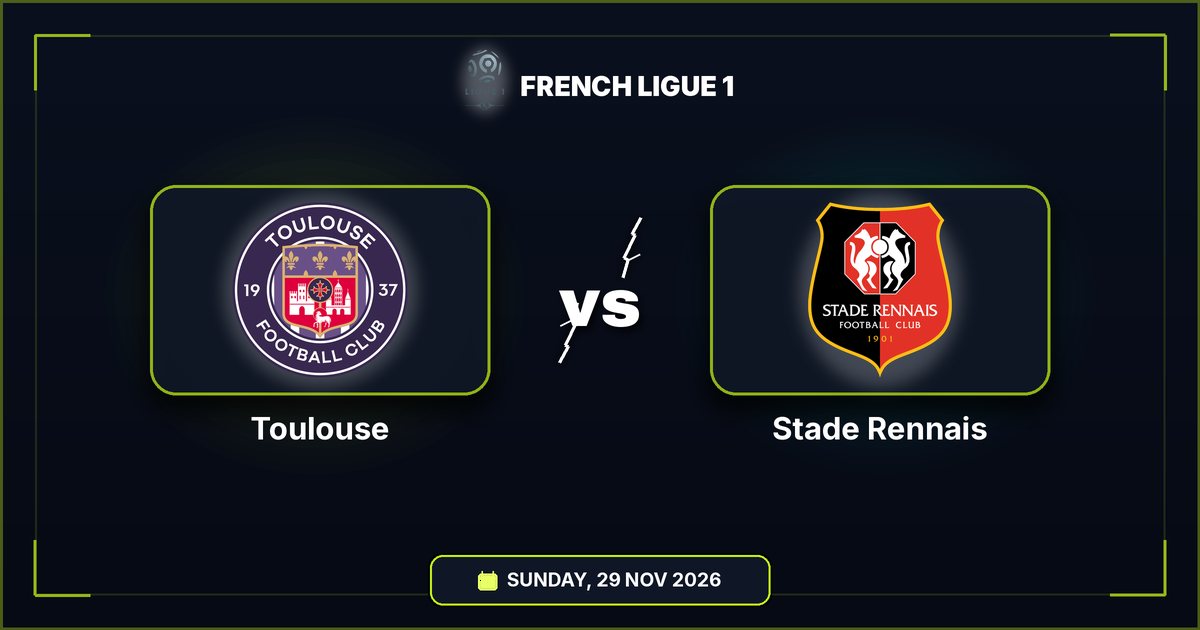 FRENCH LIGUE 1
TOULOUSE
19 37
FOOTBALL CLUB
VS
STADE RENNAIS
FOOTBALL CLUB
1901
Toulouse
Stade Rennais
SUNDAY, 29 NOV 2026